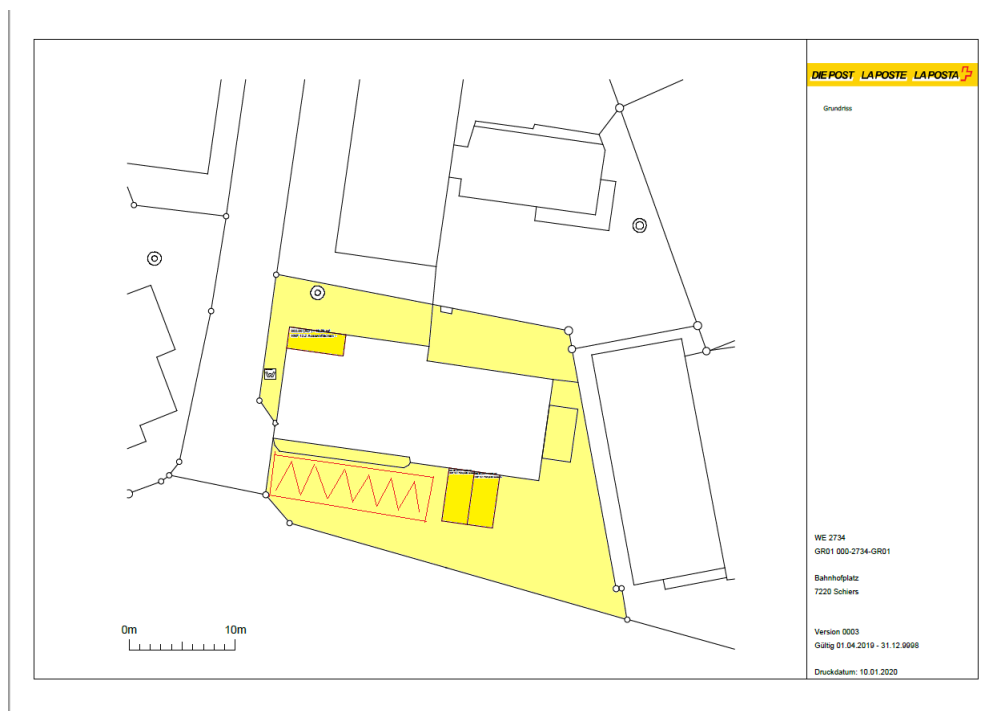 DIE POST LA POSTE LA POSTA
Grundriss
WE 2734
GR01 000-2734-GR01
Bahnhofplatz
7220 Schiers
Version 0003
Gültig 01.04.2019 - 31.12.9998
Druckdatum: 10.01.2020
0m 10m